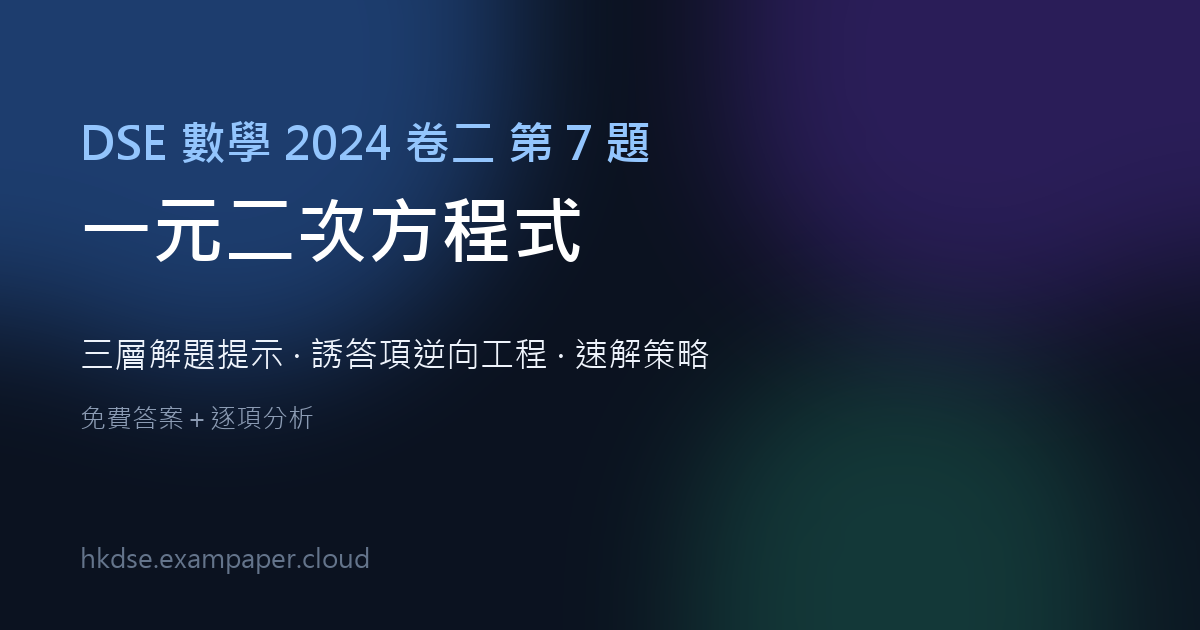 DSE 數學 2024 卷二 第 7 題
一元二次方程式
三層解題提示 · 誘答項逆向工程 · 速解策略
免費答案 + 逐項分析
hkdse.exampaper.cloud